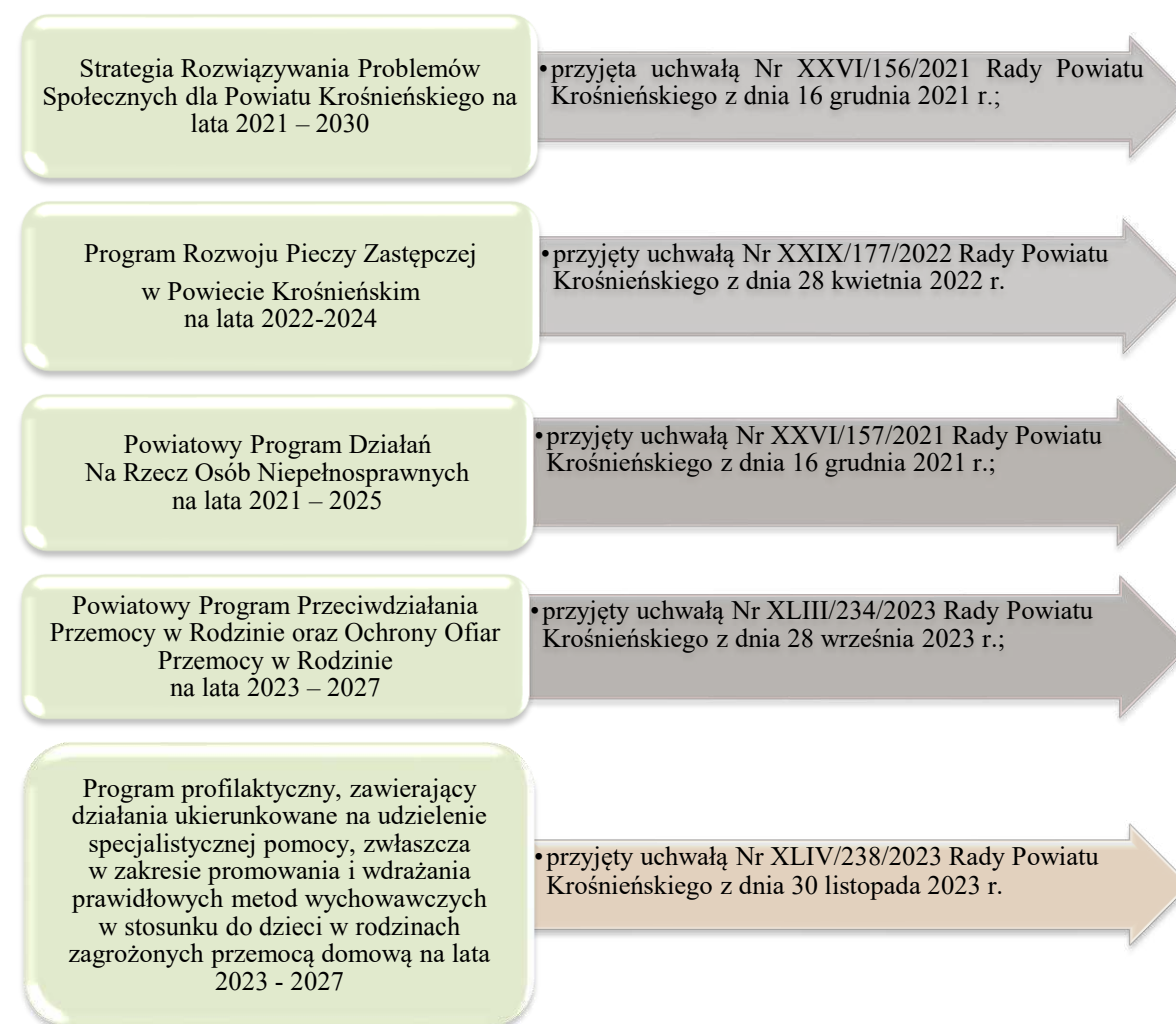 Strategia Rozwiązywania Problemów
Społecznych dla Powiatu Krośnieńskiego na
lata 2021 – 2030
•przyjęta uchwałą Nr XXVI/156/2021 Rady Powiatu
Krośnieńskiego z dnia 16 grudnia 2021 r.;
Program Rozwoju Pieczy Zastępczej
w Powiecie Krośnieńskim
na lata 2022-2024
•przyjęty uchwałą Nr XXIX/177/2022 Rady Powiatu
Krośnieńskiego z dnia 28 kwietnia 2022 r.
Powiatowy Program Działań
Na Rzecz Osób Niepełnosprawnych
na lata 2021 – 2025
•przyjęty uchwałą Nr XXVI/157/2021 Rady Powiatu
Krośnieńskiego z dnia 16 grudnia 2021 r.;
Powiatowy Program Przeciwdziałania
Przemocy w Rodzinie oraz Ochrony Ofiar
Przemocy w Rodzinie
na lata 2023 – 2027
•przyjęty uchwałą Nr XLIII/234/2023 Rady Powiatu
Krośnieńskiego z dnia 28 września 2023 r.;
Program profilaktyczny, zawierający
działania ukierunkowane na udzielenie
specjalistycznej pomocy, zwłaszcza
w zakresie promowania i wdrażania
prawidłowych metod wychowawczych
w stosunku do dzieci w rodzinach
zagrożonych przemocą domową na lata
2023 - 2027
•przyjęty uchwałą Nr XLIV/238/2023 Rady Powiatu
Krośnieńskiego z dnia 30 listopada 2023 r.